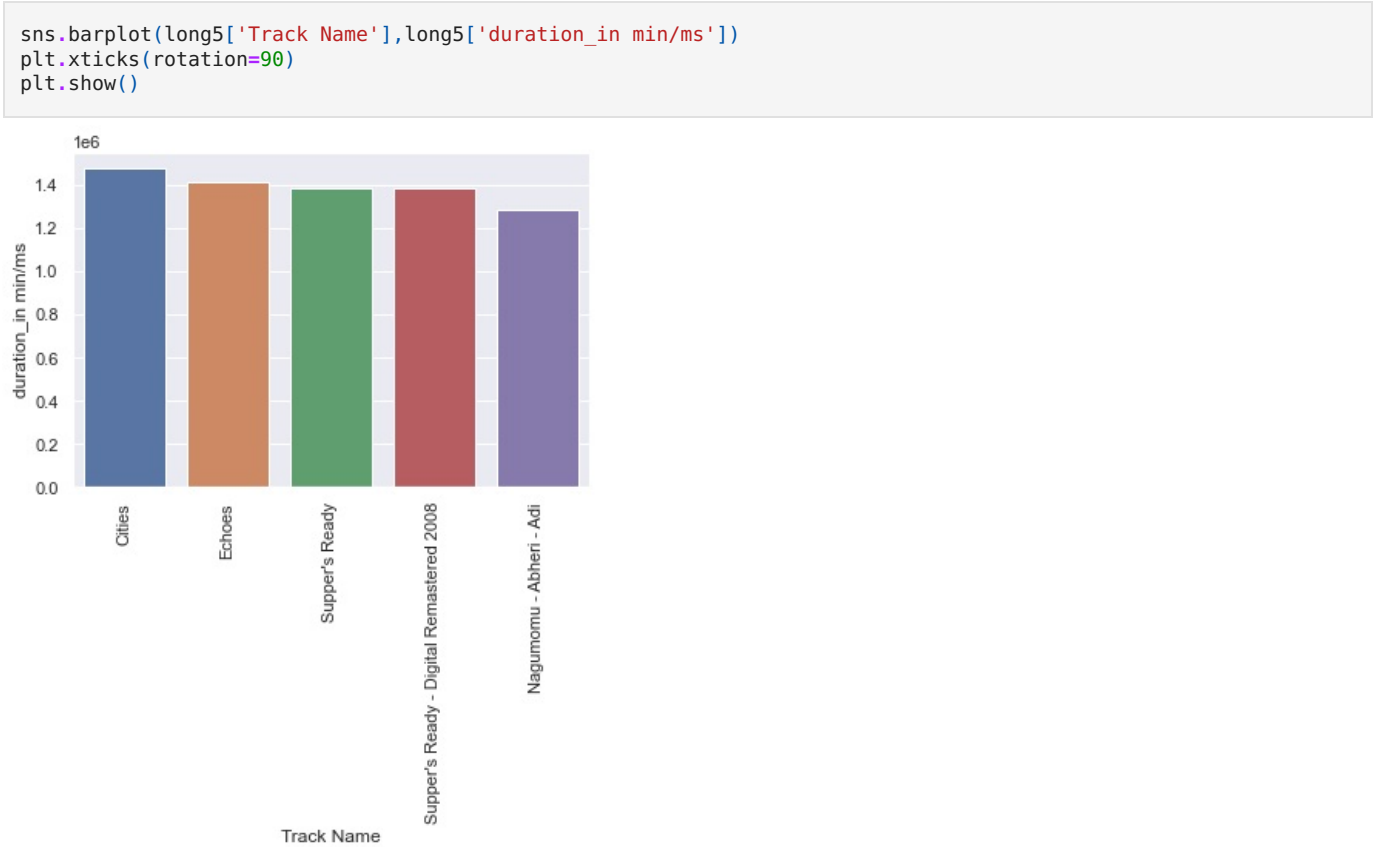 sns.barplot(long5['Track Name'],long5['duration_in min/ms'])
plt.xticks(rotation=90)
plt.show()
1e6
1.4
1.2
1.0
0.8
0.6
0.4
0.2
0.0
duration_in min/ms
Cities
Echoes
Supper's Ready
Supper's Ready - Digital Remastered 2008
Nagumomu - Abheri - Adi
Track Name